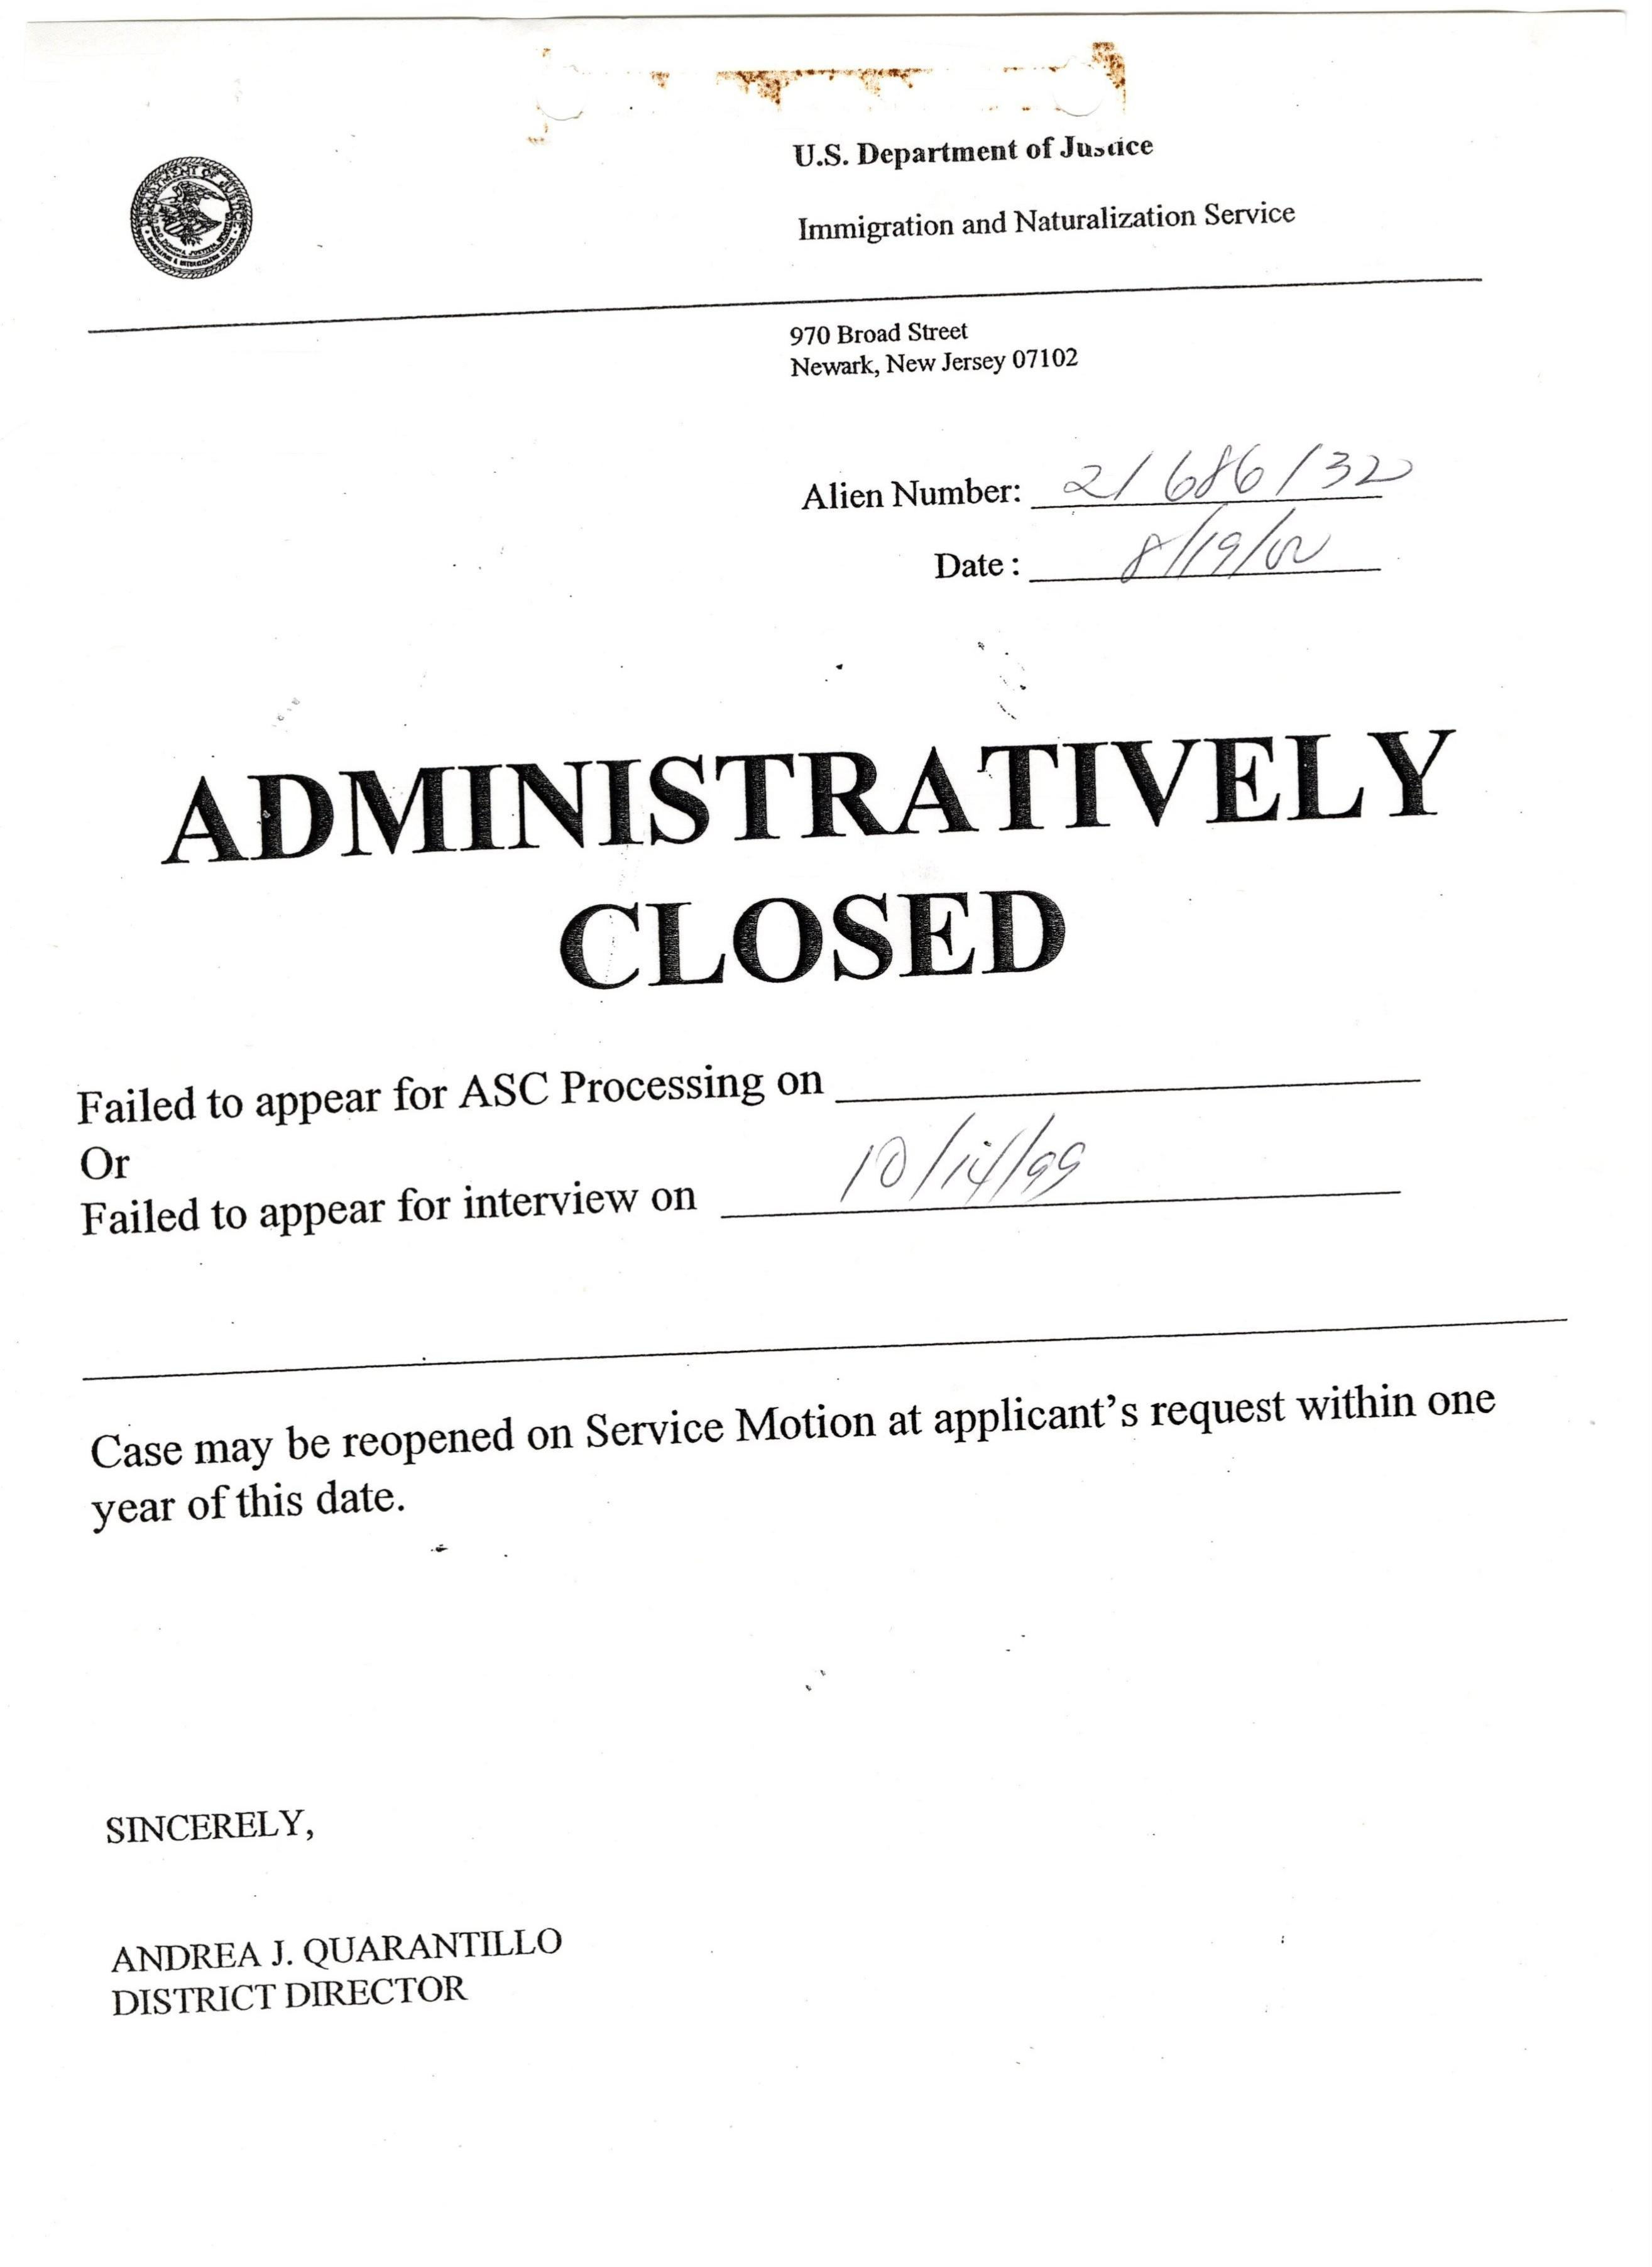 U.S. Department of Justice
Immigration and Naturalization Service
970 Broad Street
Newark, New Jersey 07102
Alien Number: 21 686 132
Date : 8/19/02
ADMINISTRATIVELY
CLOSED
Failed to appear for ASC Processing on
Or
Failed to appear for interview on 10/14/99
Case may be reopened on Service Motion at applicant's request within one
year of this date.
SINCERELY,
ANDREA J. QUARANTILLO
DISTRICT DIRECTOR